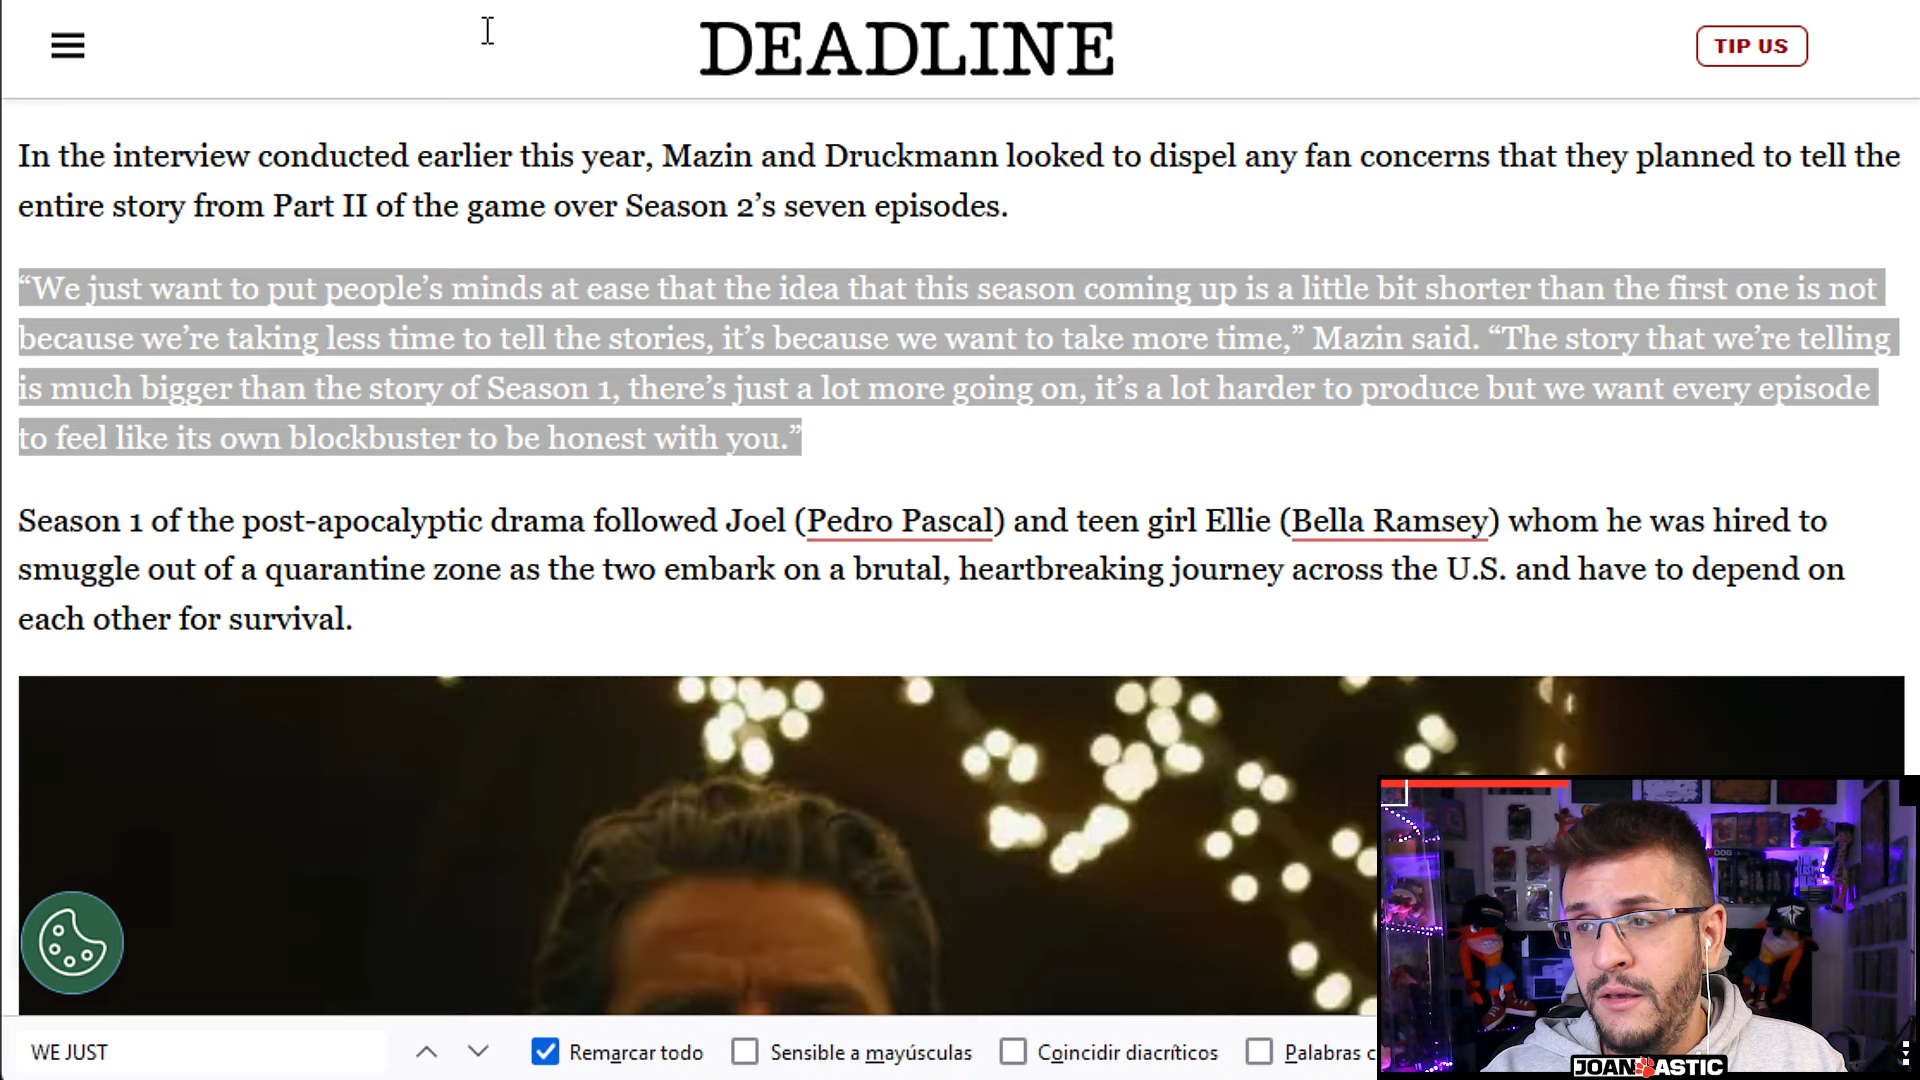 DEADLINE
TIP US
In the interview conducted earlier this year, Mazin and Druckmann looked to dispel any fan concerns that they planned to tell the
entire story from Part II of the game over Season 2’s seven episodes.
“We just want to put people’s minds at ease that the idea that this season coming up is a little bit shorter than the first one is not
because we’re taking less time to tell the stories, it’s because we want to take more time,” Mazin said. “The story that we’re telling
is much bigger than the story of Season 1, there’s just a lot more going on, it’s a lot harder to produce but we want every episode
to feel like its own blockbuster to be honest with you.”
Season 1 of the post-apocalyptic drama followed Joel (Pedro Pascal) and teen girl Ellie (Bella Ramsey) whom he was hired to
smuggle out of a quarantine zone as the two embark on a brutal, heartbreaking journey across the U.S. and have to depend on
each other for survival.
WE JUST
Remarcar todo
Sensible a mayúsculas
Coincidir diacríticos
Palabras c
JOANTASTIC